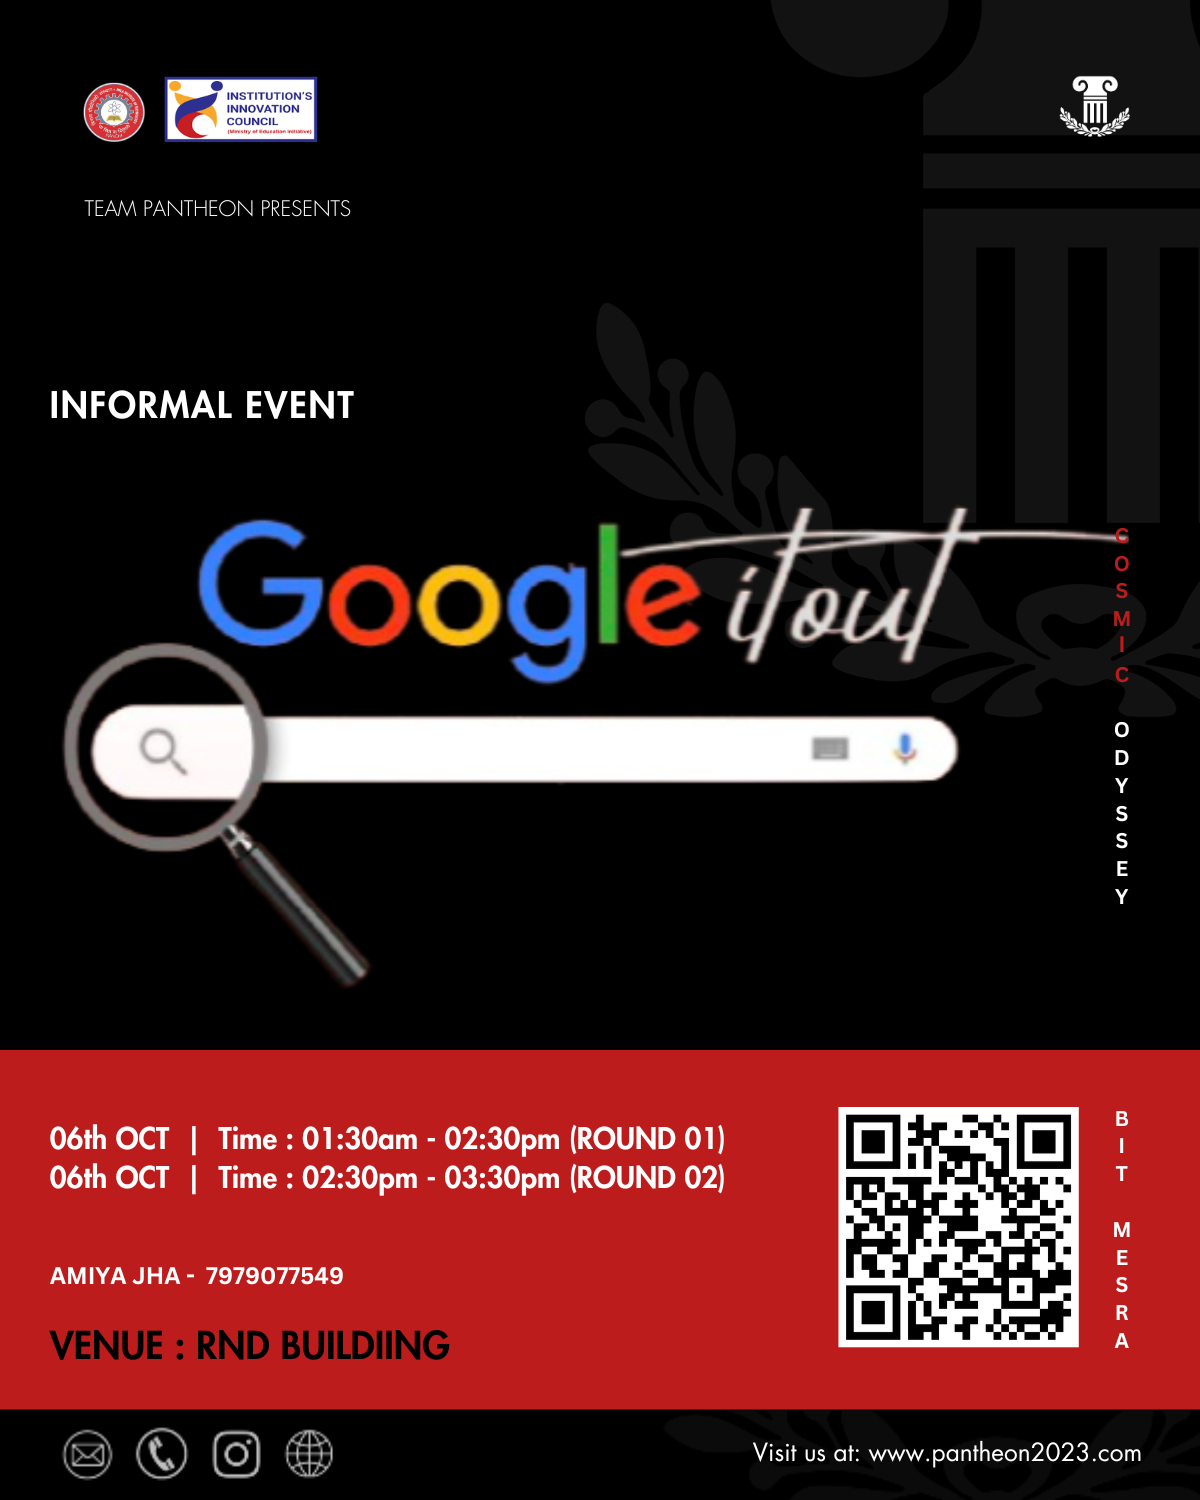 INSTITUTION'S
INNOVATION
COUNCIL
(Ministry of Education Initiative)
TEAM PANTHEON PRESENTS
INFORMAL EVENT
Google it out
COSMIC ODYSSEY
06th OCT | Time : 01:30am - 02:30pm (ROUND 01)
06th OCT | Time : 02:30pm - 03:30pm (ROUND 02)
AMIYA JHA - 7979077549
VENUE : RND BUILDIING
BIT MESRA
Visit us at: www.pantheon2023.com